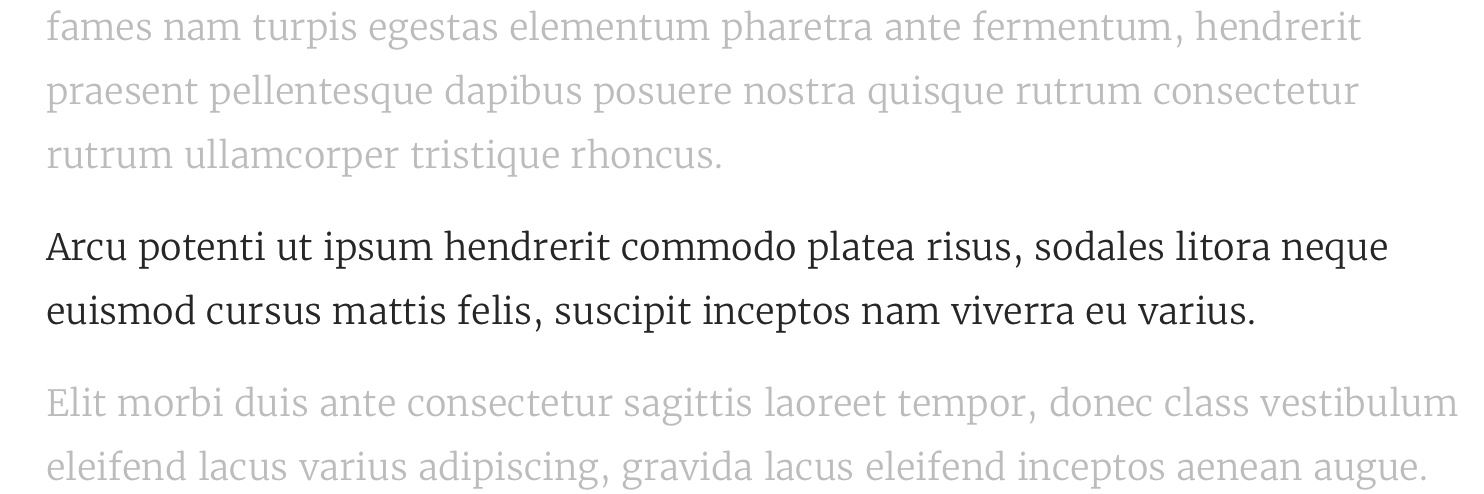 fames nam turpis egestas elementum pharetra ante fermentum, hendrerit
praesent pellentesque dapibus posuere nostra quisque rutrum consectetur
rutrum ullamcorper tristique rhoncus.
Arcu potenti ut ipsum hendrerit commodo platea risus, sodales litora neque
euismod cursus mattis felis, suscipit inceptos nam viverra eu varius.
Elit morbi duis ante consectetur sagittis laoreet tempor, donec class vestibulum
eleifend lacus varius adipiscing, gravida lacus eleifend inceptos aenean augue.